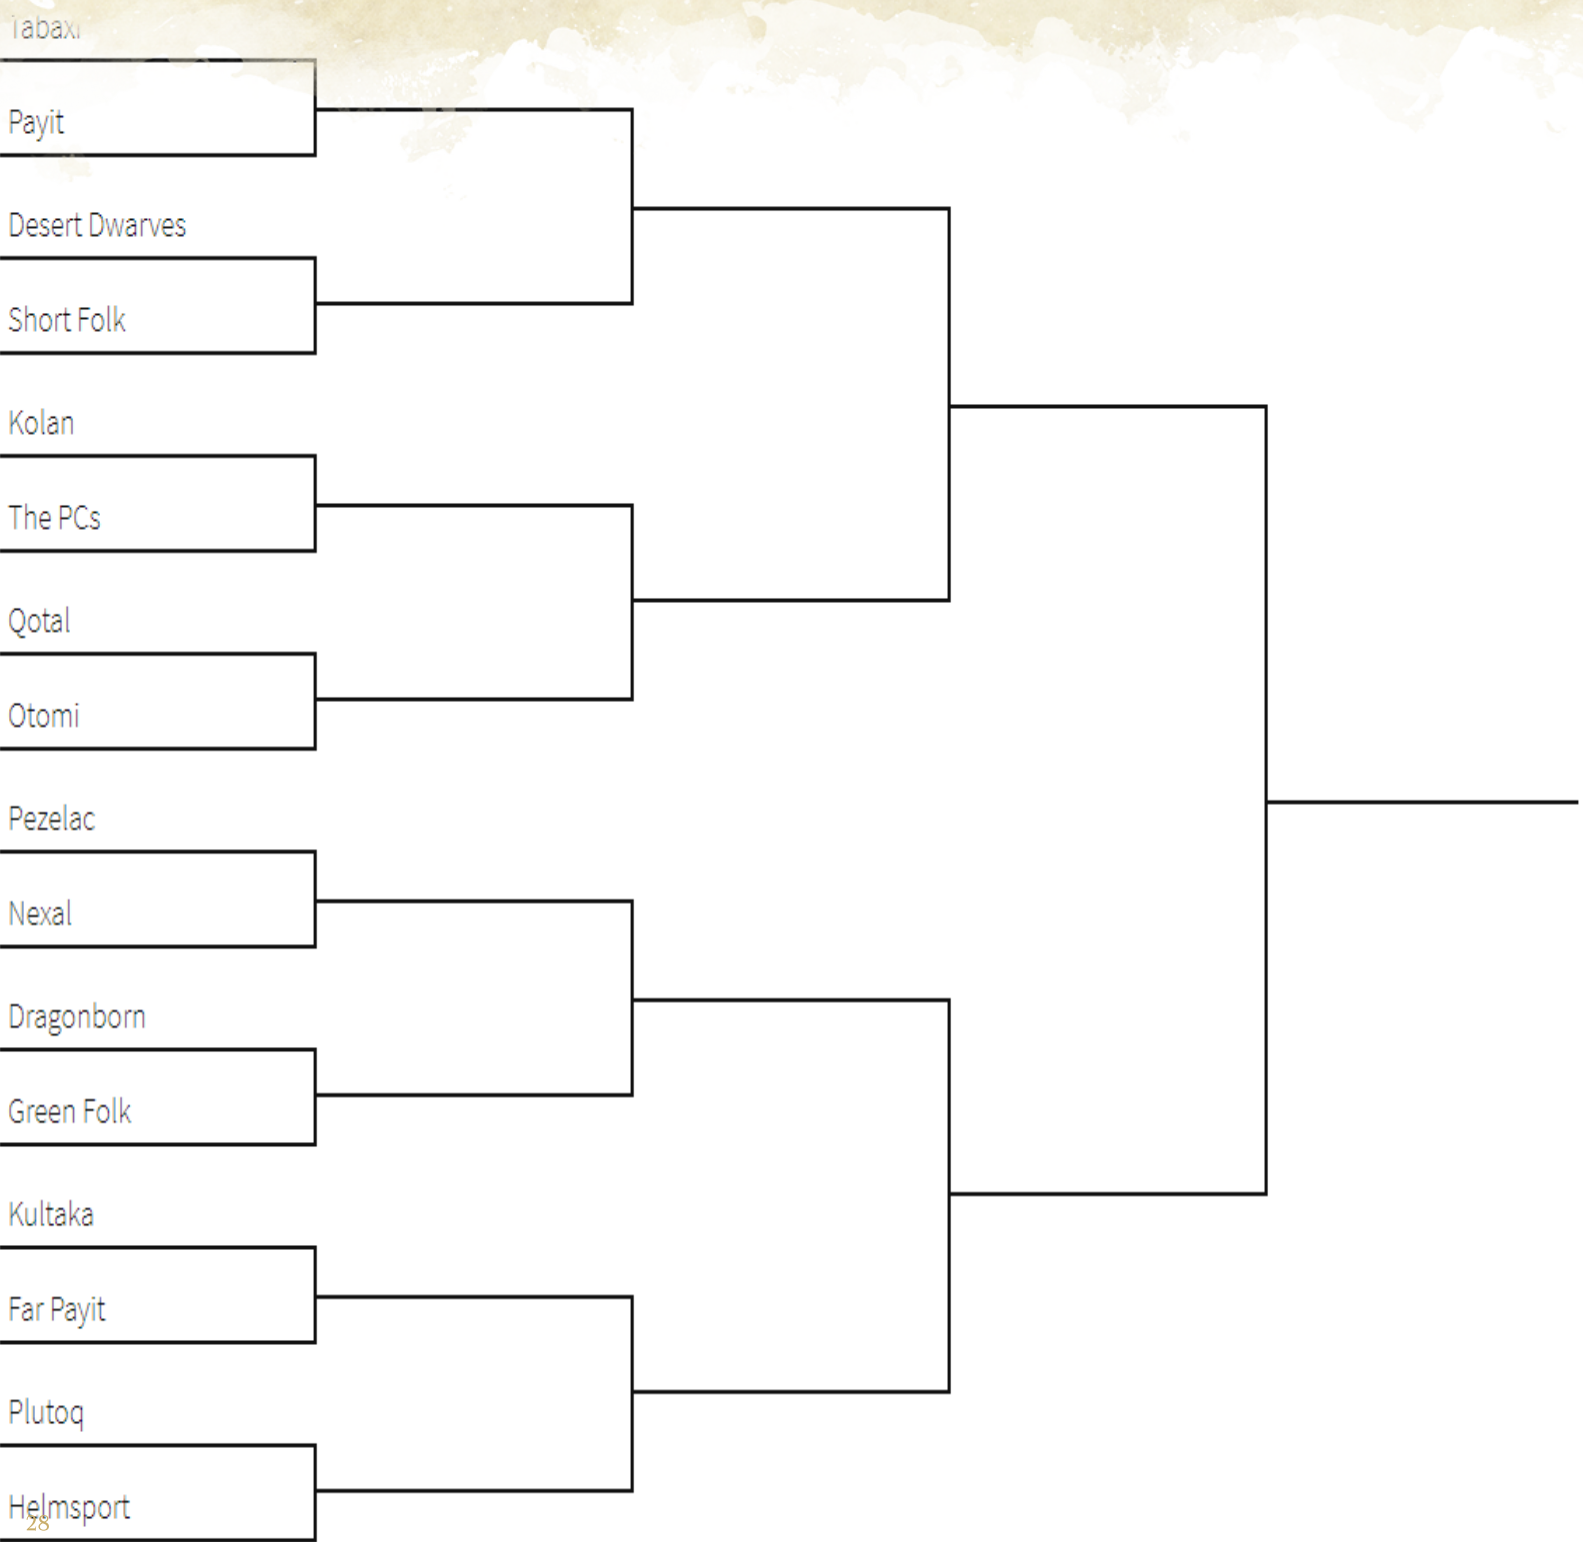 Tabaxi
Payit
Desert Dwarves
Short Folk
Kolan
The PCs
Qotal
Otomi
Pezelac
Nexal
Dragonborn
Green Folk
Kultaka
Far Payit
Plutoq
Helmsport
28